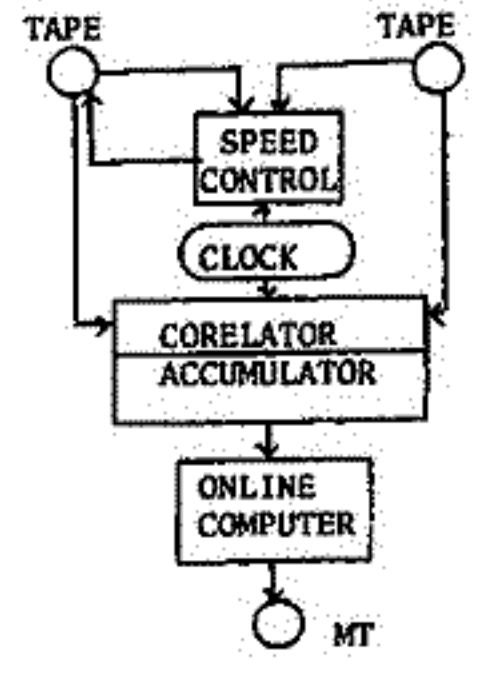 TAPE
TAPE
SPEED
CONTROL
CLOCK
CORELATOR
ACCUMULATOR
ONLINE
COMPUTER
MT